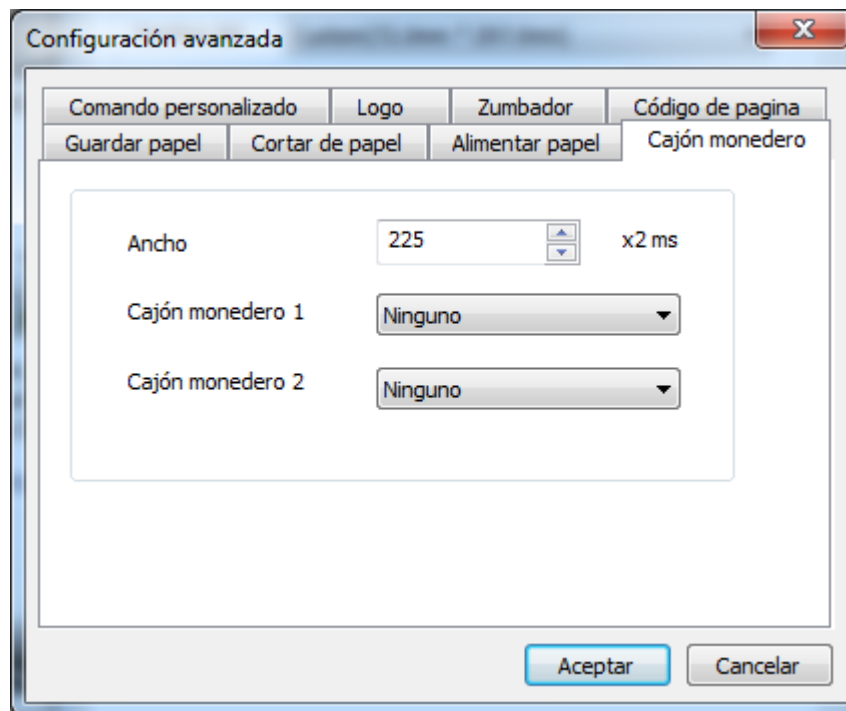 Configuración avanzada
Comando personalizado Logo Zumbador Código de pagina
Guardar papel Cortar de papel Alimentar papel Cajón monedero
Ancho 225 x2 ms
Cajón monedero 1 Ninguno
Cajón monedero 2 Ninguno
Aceptar Cancelar